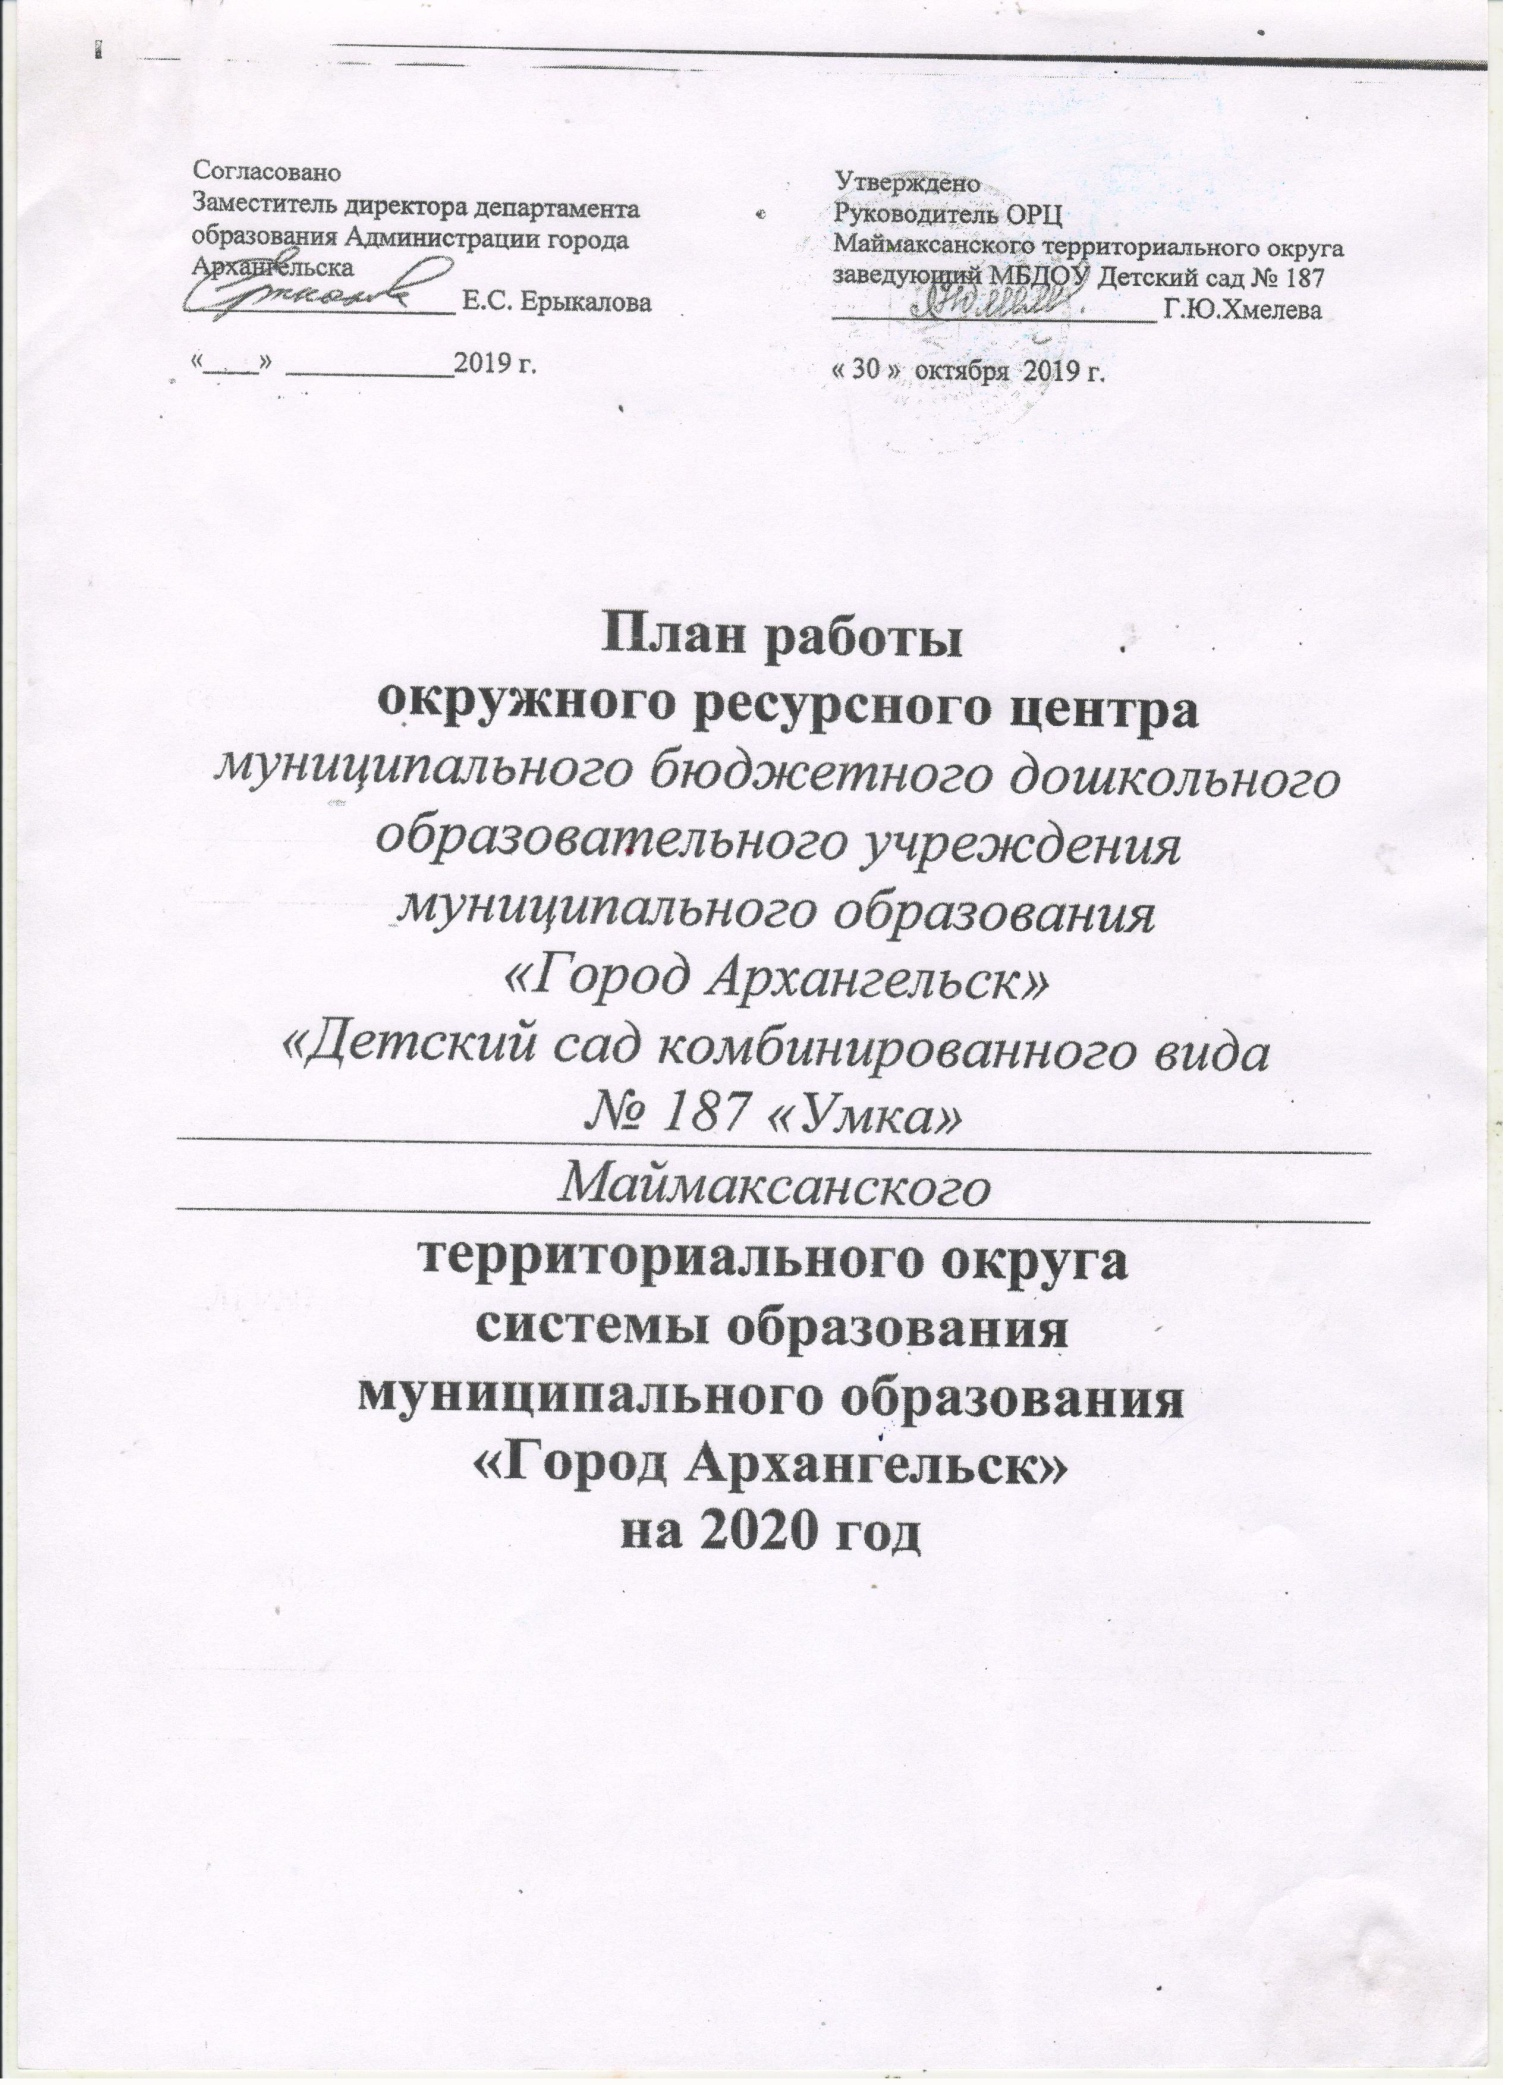 Согласовано
Заместитель директора департамента
образования Администрации города
Архангельска
____________________ Е.С. Ерыкалова
«____» ____________2019 г.
Утверждено
Руководитель ОРЦ
Маймаксанского территориального округа
заведующий МБДОУ Детский сад № 187
________________________ Г.Ю.Хмелева
« 30 » октября 2019 г.
План работы
окружного ресурсного центра
муниципального бюджетного дошкольного
образовательного учреждения
муниципального образования
«Город Архангельск»
«Детский сад комбинированного вида
№ 187 «Умка»
Маймаксанского
территориального округа
системы образования
муниципального образования
«Город Архангельск»
на 2020 год